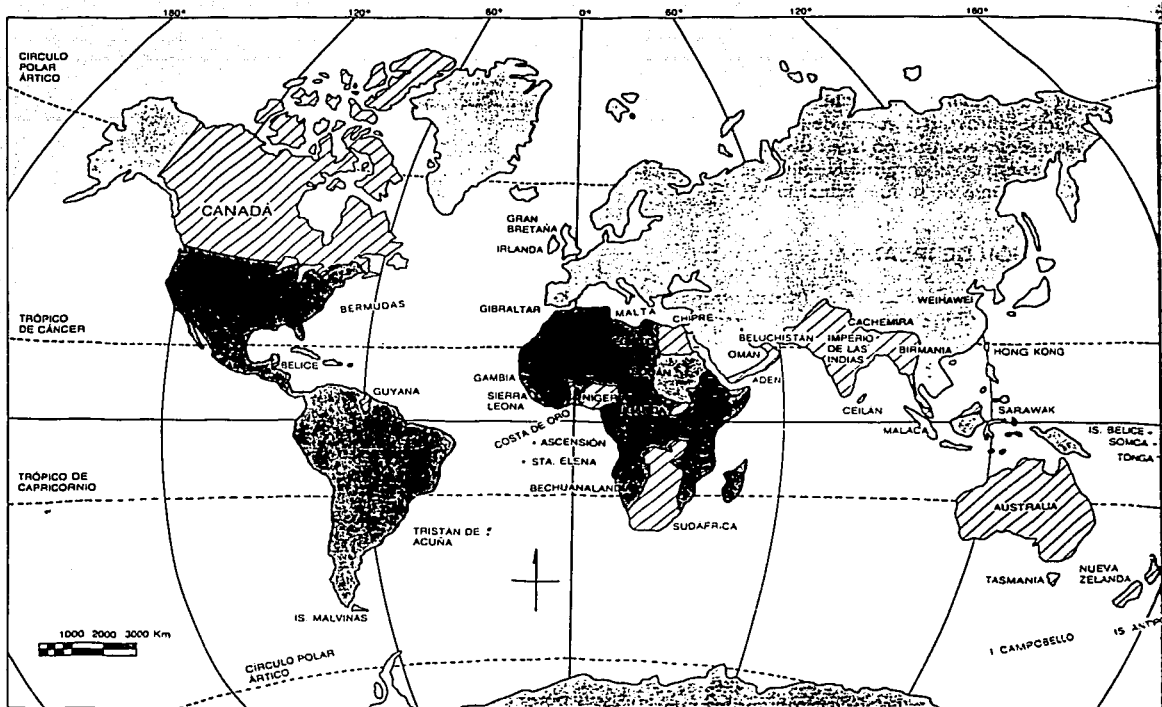 180° 120° 60° 0° 60° 120° 160°
CIRCULO
POLAR
ÁRTICO
CANADÁ
GRAN
BRETAÑA
IRLANDA
BERMUDAS
GIBRALTAR
MALTA
CHIPRE
WEIHAWEI
CACHEMIRA
BELUCHISTAN
IMPERIO
DE LAS
INDIAS
BIRMANIA
HONG KONG
OMAN
ADEN
TRÓPICO
DE CÁNCER
BELICE
GUYANA
GAMBIA
SIERRA
LEONA
NIGER
COSTA DE ORO
CEILAN
MALACA
SARAWAK
IS. BELICE
SOMCA
TONGA
ASCENSIÓN
STA. ELENA
TRÓPICO DE
CAPRICORNIO
BECHUANALANDIA
SUDAFRICA
AUSTRALIA
TRISTAN DE
ACUÑA
TASMANIA
NUEVA
ZELANDA
IS. MALVINAS
I CAMPOBELLO
1000 2000 3000 Km
CÍRCULO POLAR
ÁRTICO